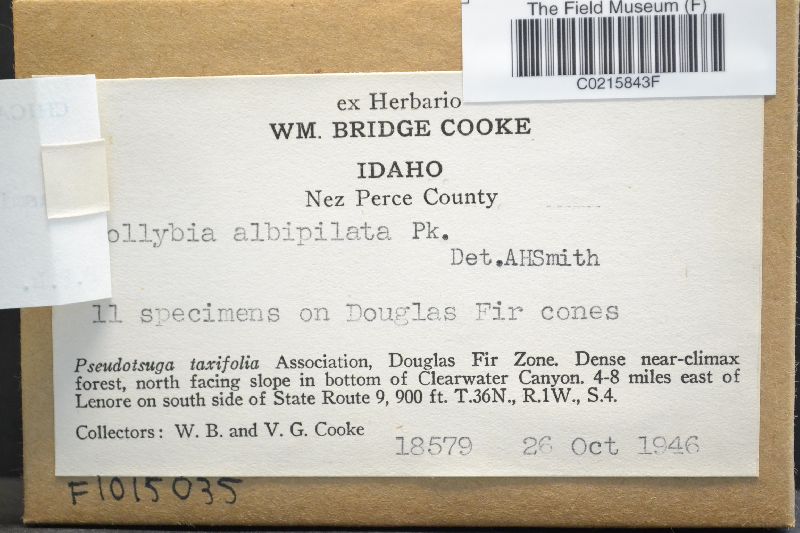 The Field Museum (F)
C0215843F
ex Herbario
WM. BRIDGE COOKE
IDAHO
Nez Perce County
ollybia albipilata Pk.
Det.AHSmith
11 specimens on Douglas Fir cones
Pseudotsuga taxifolia Association, Douglas Fir Zone. Dense near-climax
forest, north facing slope in bottom of Clearwater Canyon. 4-8 miles east of
Lenore on south side of State Route 9, 900 ft. T.36N., R.1W., S.4.
Collectors: W. B. and V. G. Cooke
18579 26 Oct 1946
F1015035